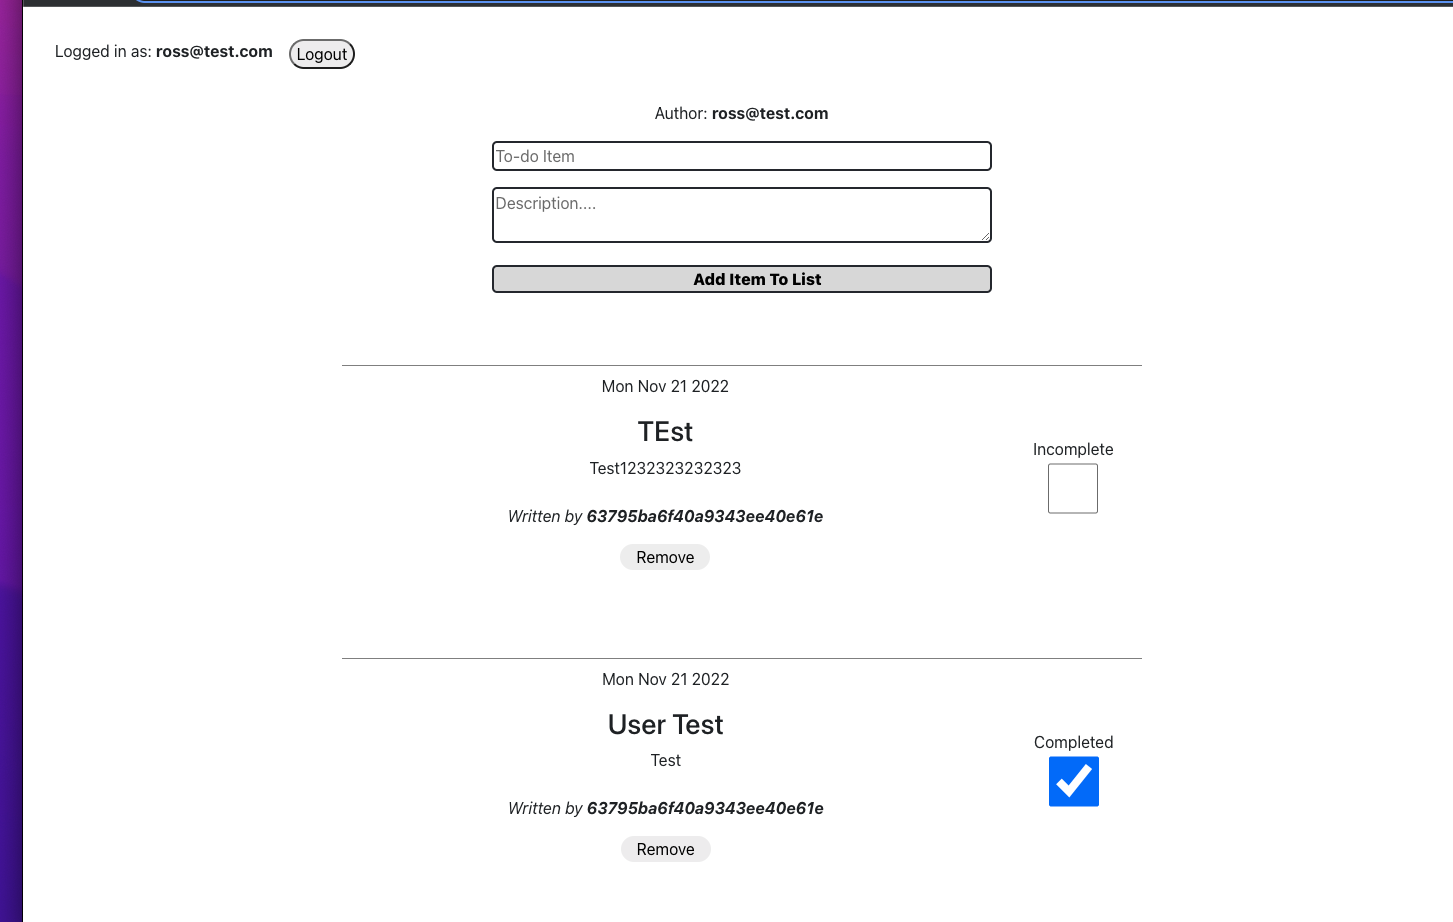 Logged in as: ross@test.com Logout
Author: ross@test.com
To-do Item
Description....
Add Item To List
Mon Nov 21 2022
TEst
Test1232323232323
Written by 63795ba6f40a9343ee40e61e
Remove
Incomplete
Mon Nov 21 2022
User Test
Test
Written by 63795ba6f40a9343ee40e61e
Remove
Completed